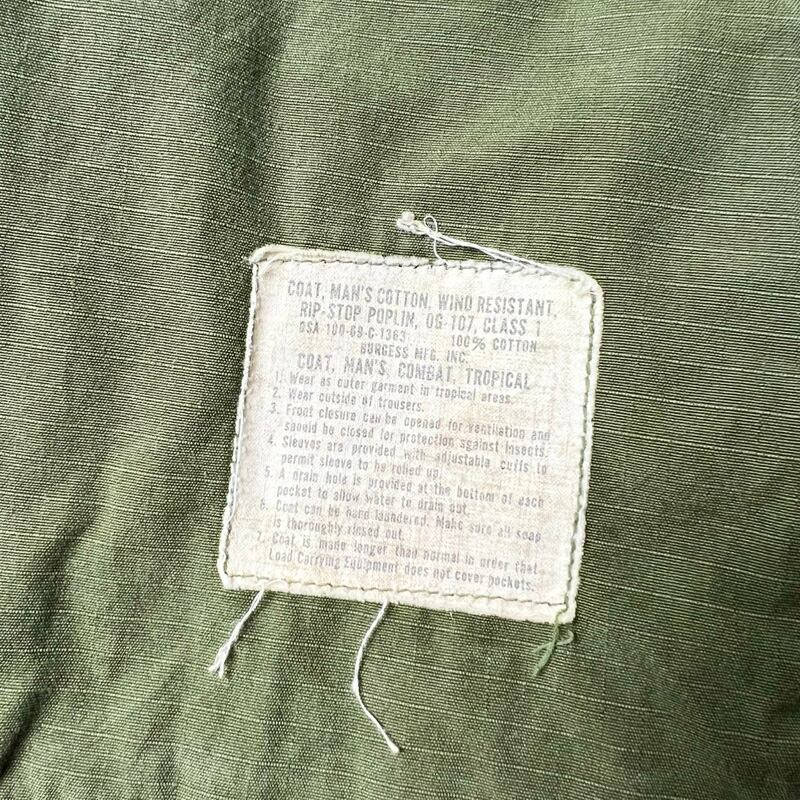 COAT, MAN'S COTTON, WIND RESISTANT,
RIP-STOP POPLIN, OG-107, CLASS 1
DSA 100-69-C-1363 100% COTTON
BURGESS MFG. INC.
COAT, MAN'S, COMBAT, TROPICAL
1. Wear as outer garment in tropical areas.
2. Wear outside of trousers.
3. Front closure can be opened for ventilation and
should be closed for protection against insects.
4. Sleeves are provided with adjustable cuffs to
permit sleeve to be rolled up.
5. A drain hole is provided at the bottom of each
pocket to allow water to drain out.
6. Coat can be hand laundered. Make sure all soap
is thoroughly rinsed out.
7. Coat is made longer than normal in order that
Load Carrying Equipment does not cover pockets.